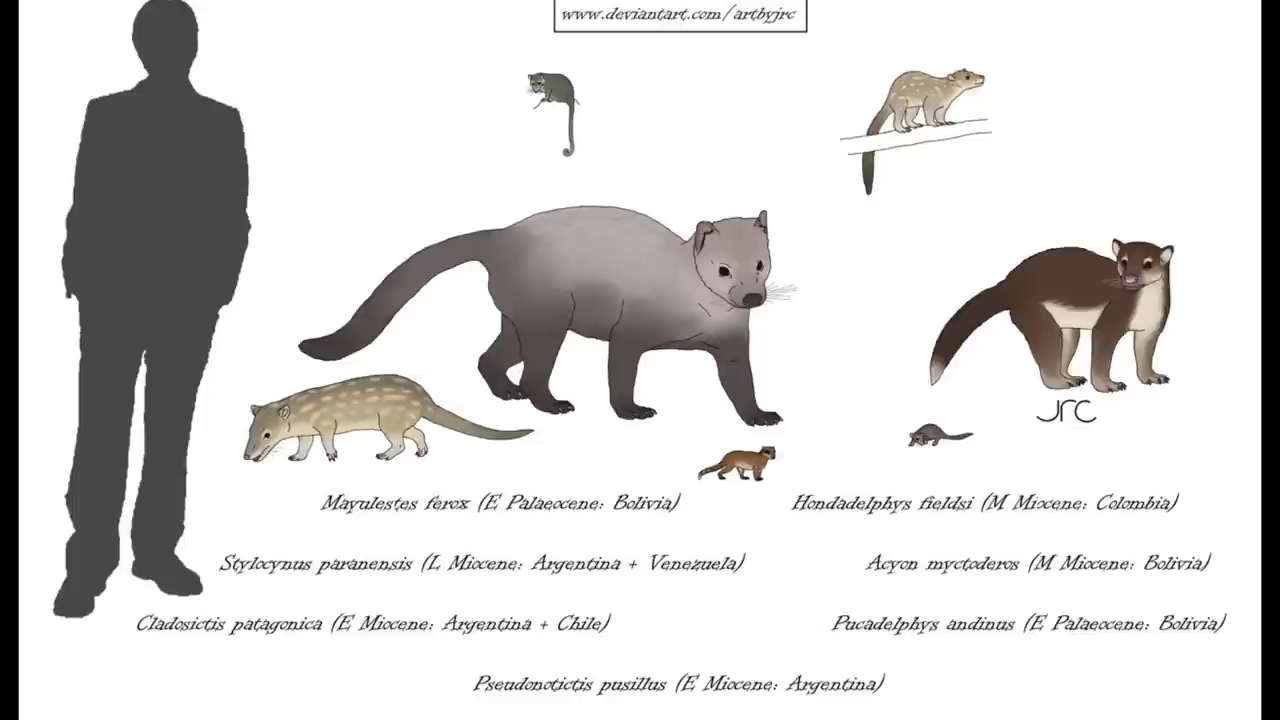 www.deviantart.com/artbyjrc
JrC
Mayulestes ferox (E Palaeocene: Bolivia)
Hondadelphys fieldsi (M Miocene: Colombia)
Stylocynus paranensis (L Miocene: Argentina + Venezuela)
Acyon myctoderos (M Miocene: Bolivia)
Cladosictis patagonica (E Miocene: Argentina + Chile)
Pucadelphys andinus (E Palaeocene: Bolivia)
Pseudonotictis pusillus (E Miocene: Argentina)